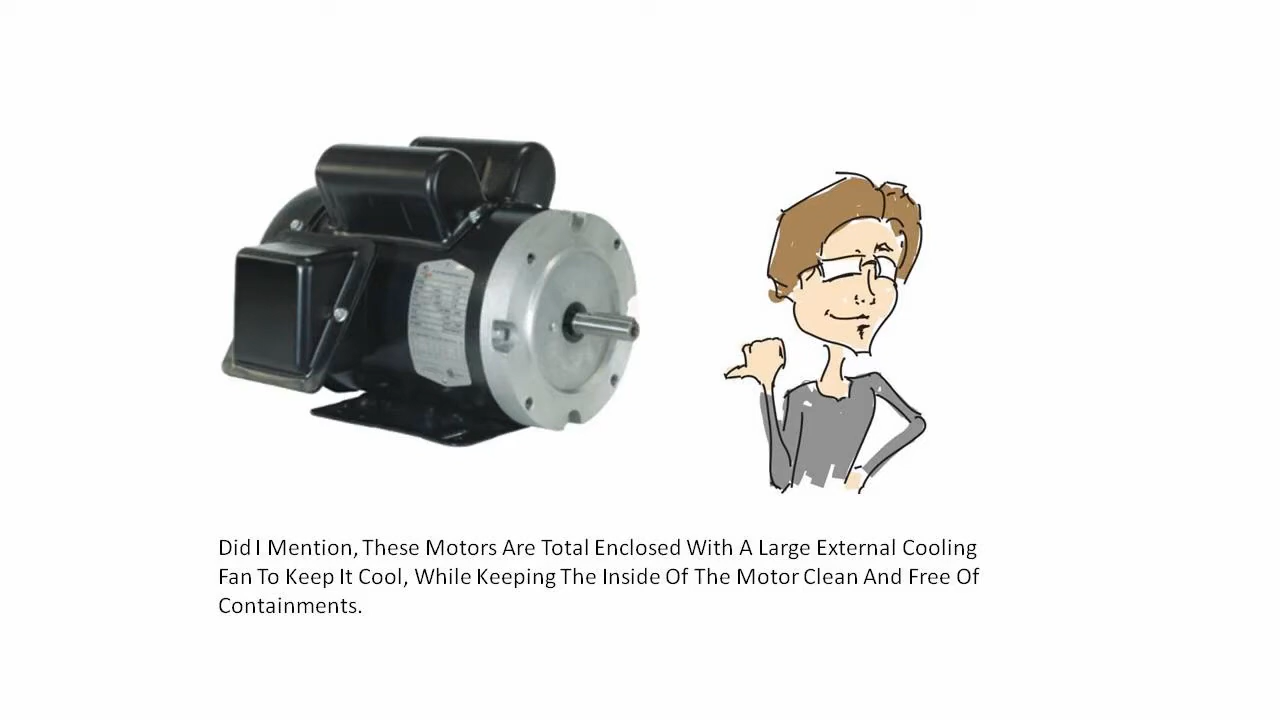 Did I Mention, These Motors Are Total Enclosed With A Large External Cooling
Fan To Keep It Cool, While Keeping The Inside Of The Motor Clean And Free Of
Containments.